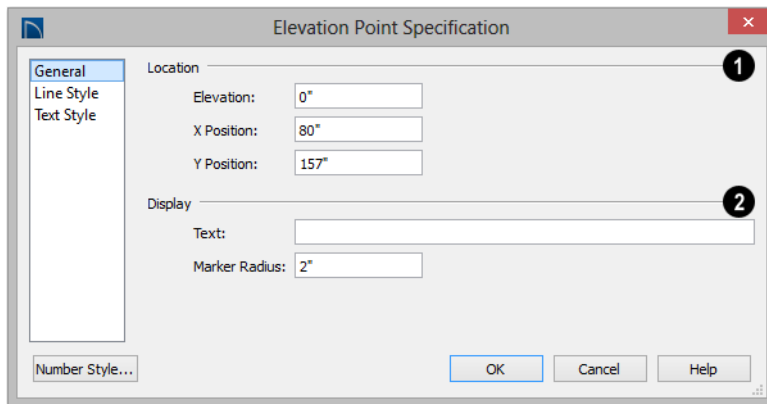 Elevation Point Specification
General
Line Style
Text Style
Location 1
Elevation: 0"
X Position: 80"
Y Position: 157"
Display 2
Text:
Marker Radius: 2"
Number Style... OK Cancel Help